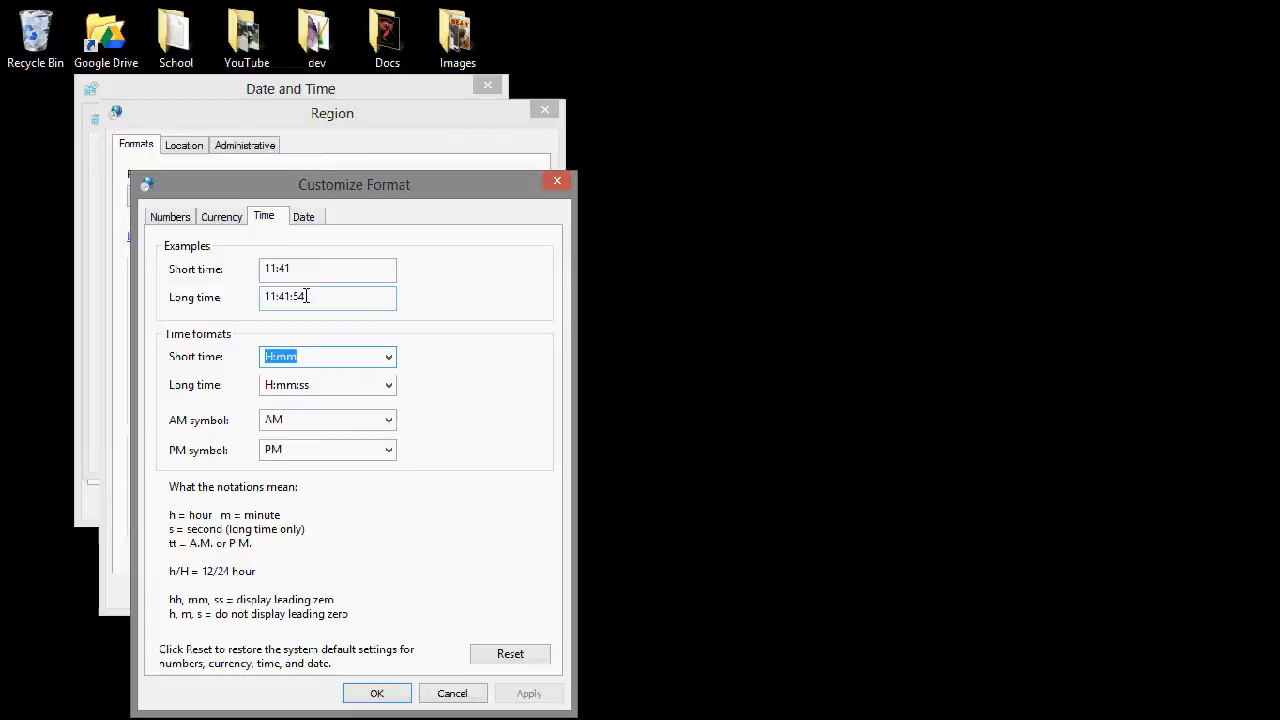 Recycle Bin
Google Drive
School
YouTube
dev
Docs
Images
Date and Time
Region
Formats
Location
Administrative
Customize Format
Numbers
Currency
Time
Date
Examples
Short time: 11:41
Long time: 11:41:54
Time formats
Short time: H:mm
Long time: H:mm:ss
AM symbol: AM
PM symbol: PM
What the notations mean:
h = hour m = minute
s = second (long time only)
tt = A.M. or P.M.
h/H = 12/24 hour
hh, mm, ss = display leading zero
h, m, s = do not display leading zero
Click Reset to restore the system default settings for
numbers, currency, time, and date.
Reset
OK
Cancel
Apply